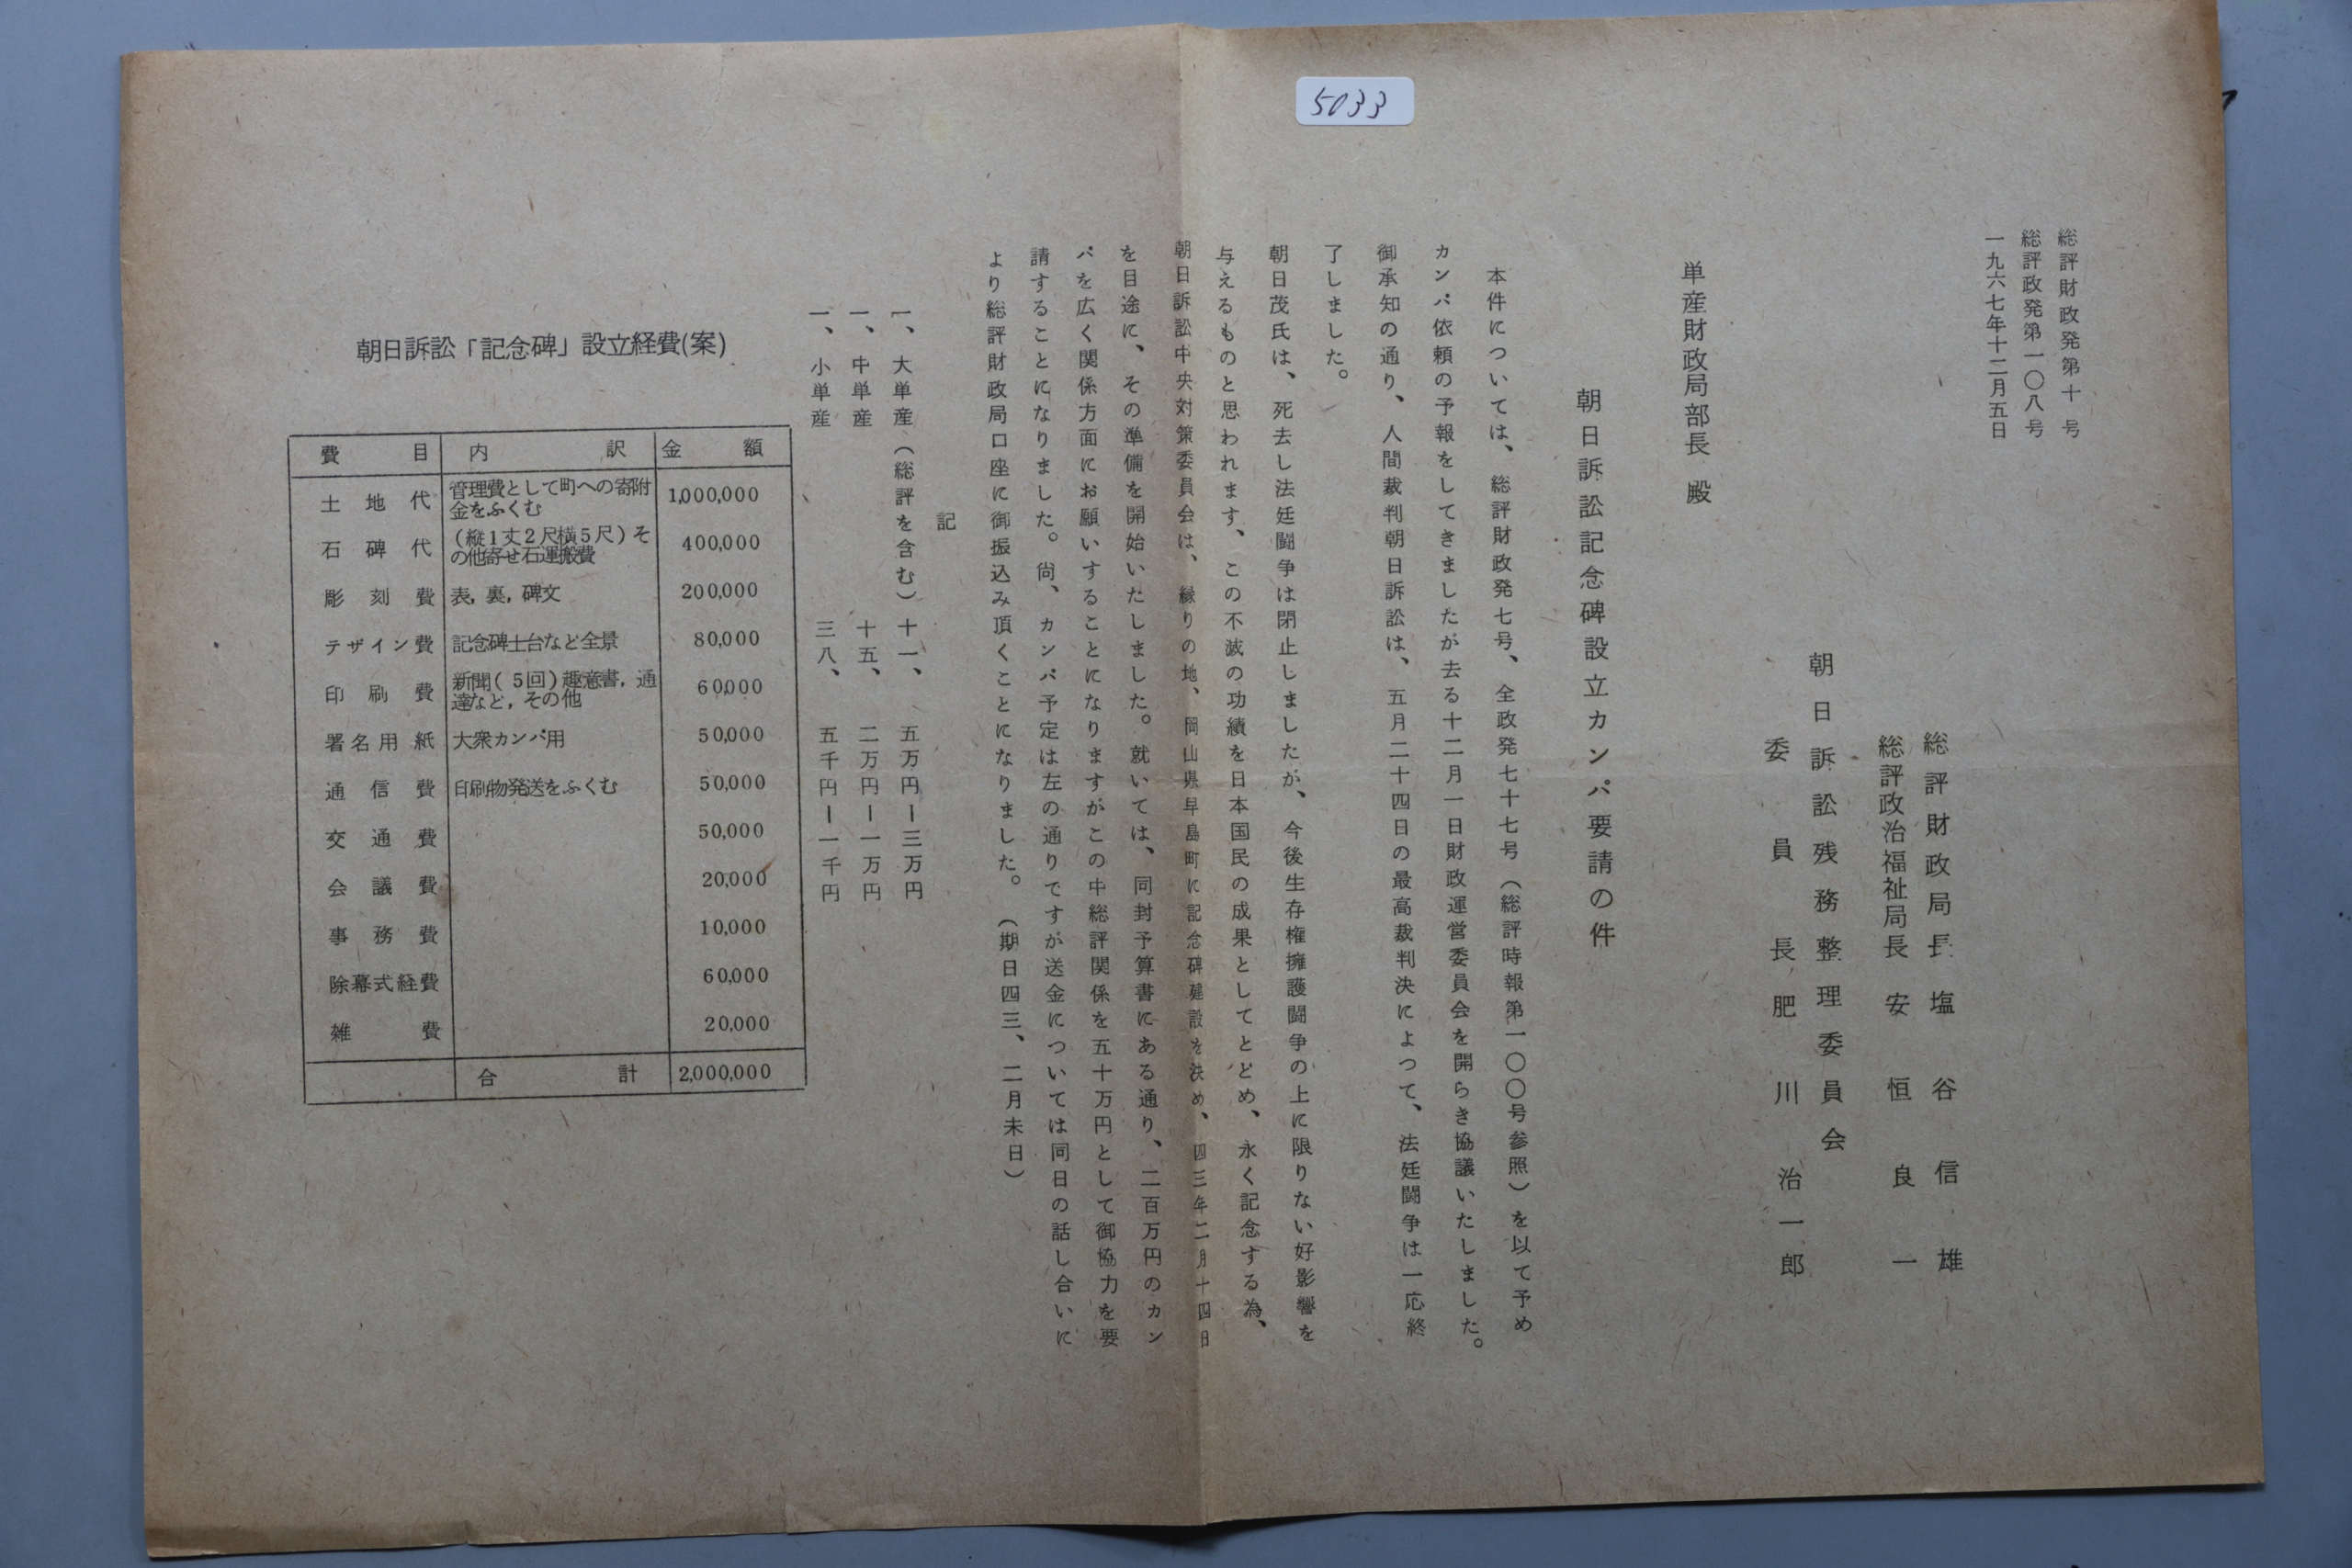 5033
総評財政発第十号
総評政発第一〇八号
一九六七年十二月五日
総評財政局長 塩谷信雄
総評政治福祉局長 安恒良一
朝日訴訟残務整理委員会
委員長 肥川治一郎
単産財政局部長 殿
朝日訴訟記念碑設立カンパ要請の件
本件については、総評財政発七号、全政発七十七号(総評時報第一〇〇号参照)を以て予め
カンパ依頼の予報をしてきましたが去る十二月一日財政運営委員会を開らき協議いたしました。
御承知の通り、人間裁判朝日訴訟は、五月二十四日の最高裁判決によつて、法廷闘争は一応終
了しました。
朝日茂氏は、死去し法廷闘争は閉止しましたが、今後生存権擁護闘争の上に限りない好影響を
与えるものと思われます、この不滅の功績を日本国民の成果としてとどめ、永く記念する為、
朝日訴訟中央対策委員会は、縁りの地、岡山県早島町に記念碑建設を決め、四三年二月十四日
を目途に、その準備を開始いたしました。就いては、同封予算書にある通り、二百万円のカン
パを広く関係方面にお願いすることになりますがこの中総評関係を五十万円として御協力を要
請することになりました。尚、カンパ予定は左の通りですが送金については同日の話し合いに
より総評財政局口座に御振込み頂くことになりました。(期日四三、二月末日)
記
一、大単産(総評を含む)十一、 五万円ー三万円
一、中単産 十五、 二万円ー一万円
一、小単産 三八、 五千円ー一千円
朝日訴訟「記念碑」設立経費(案)
費目 内訳 金額
土地代 管理費として町への寄附
金をふくむ 1,000,000
石碑代 (縦1丈2尺横5尺)そ
の他寄せ石運搬費 400,000
彫刻費 表,裏,碑文 200,000
テザイン費 記念碑土台など全景 80,000
印刷費 新聞(5回)趣意書,通
達など,その他 60,000
署名用紙 大衆カンパ用 50,000
通信費 印刷物発送をふくむ 50,000
交通費 50,000
会議費 20,000
事務費 10,000
除幕式経費 60,000
雑費 20,000
合計 2,000,000